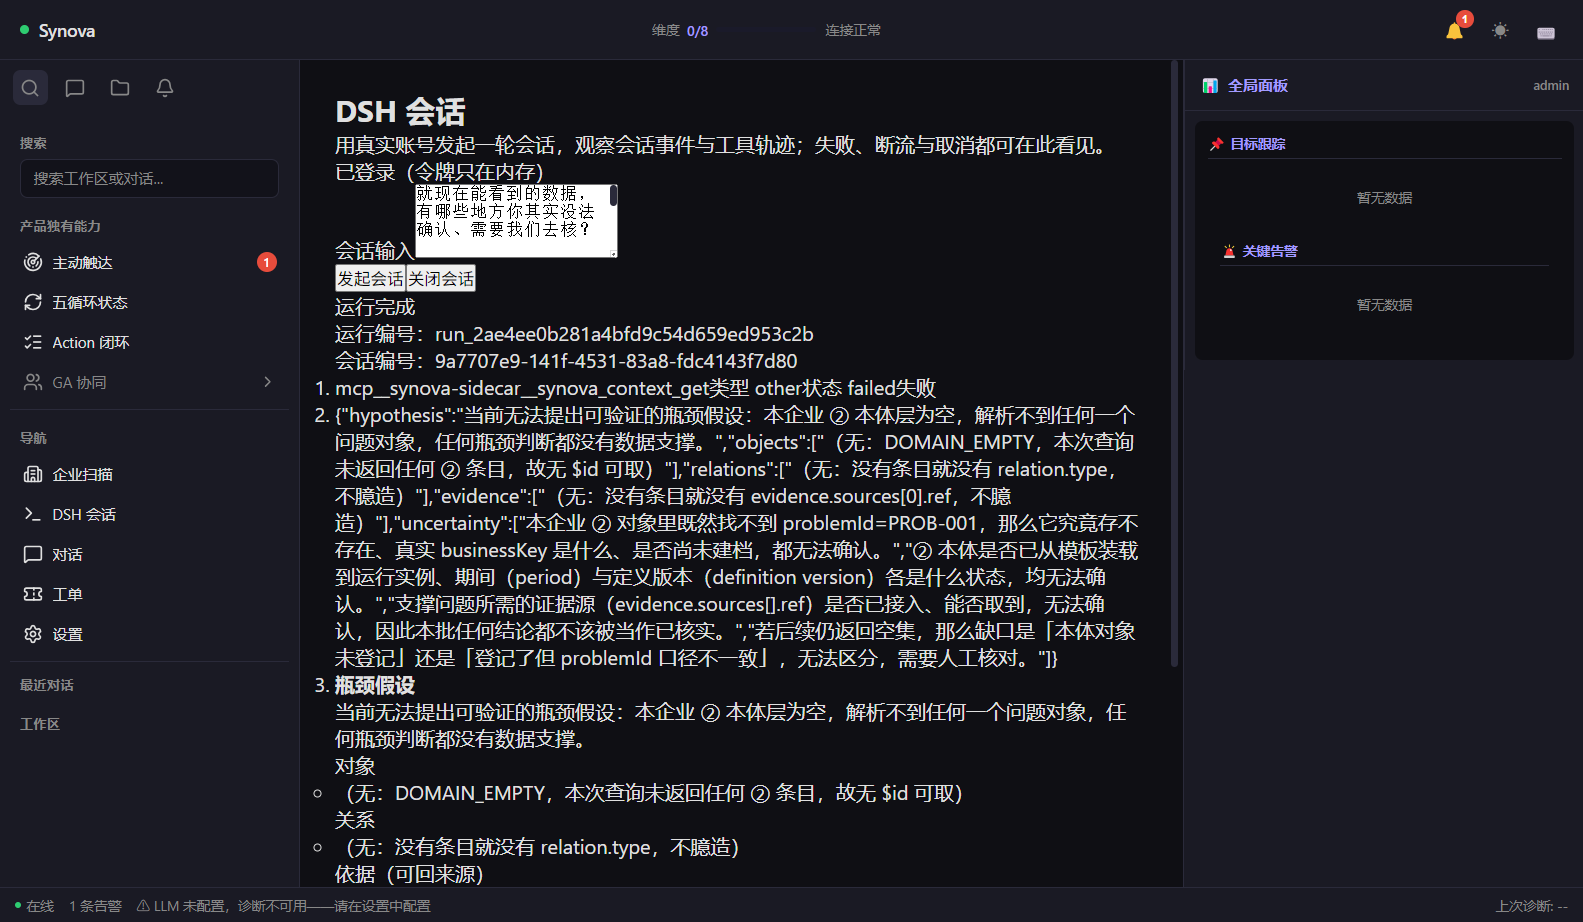 Synova
维度 0/8
连接正常
1
搜索
搜索工作区或对话...
产品独有能力
主动触达
1
五循环状态
Action 闭环
GA 协同
导航
企业扫描
DSH 会话
对话
工单
设置
最近对话
工作区
DSH 会话
用真实账号发起一轮会话，观察会话事件与工具轨迹；失败、断流与取消都可在此看见。
已登录（令牌只在内存）
就现在能看到的数据，
有哪些地方你其实没法
确认、需要我们去核？
会话输入
发起会话 关闭会话
运行完成
运行编号：run_2ae4ee0b281a4bfd9c54d659ed953c2b
会话编号：9a7707e9-141f-4531-83a8-fdc4143f7d80
1. mcp__synova-sidecar__synova_context_get类型 other状态 failed失败
2. {"hypothesis":"当前无法提出可验证的瓶颈假设：本企业 ② 本体层为空，解析不到任何一个
问题对象，任何瓶颈判断都没有数据支撑。","objects":["（无：DOMAIN_EMPTY，本次查询
未返回任何 ② 条目，故无 $id 可取）"],"relations":["（无：没有条目就没有 relation.type，
不臆造）"],"evidence":["（无：没有条目就没有 evidence.sources[0].ref，不臆
造）"],"uncertainty":["本企业 ② 对象里既然找不到 problemId=PROB-001，那么它究竟存不
存在、真实 businessKey 是什么、是否尚未建档，都无法确认。","② 本体是否已从模板装载
到运行实例、期间（period）与定义版本（definition version）各是什么状态，均无法确
认。","支撑问题所需的证据源（evidence.sources[].ref）是否已接入、能否取到，无法确
认，因此本批任何结论都不该被当作已核实。","若后续仍返回空集，那么缺口是「本体对象
未登记」还是「登记了但 problemId 口径不一致」，无法区分，需要人工核对。"]}
3. 瓶颈假设
当前无法提出可验证的瓶颈假设：本企业 ② 本体层为空，解析不到任何一个问题对象，任
何瓶颈判断都没有数据支撑。
对象
（无：DOMAIN_EMPTY，本次查询未返回任何 ② 条目，故无 $id 可取）
关系
（无：没有条目就没有 relation.type，不臆造）
依据（可回来源）
全局面板
admin
目标跟踪
暂无数据
关键告警
暂无数据
在线
1 条告警
⚠ LLM 未配置，诊断不可用——请在设置中配置
上次诊断: --